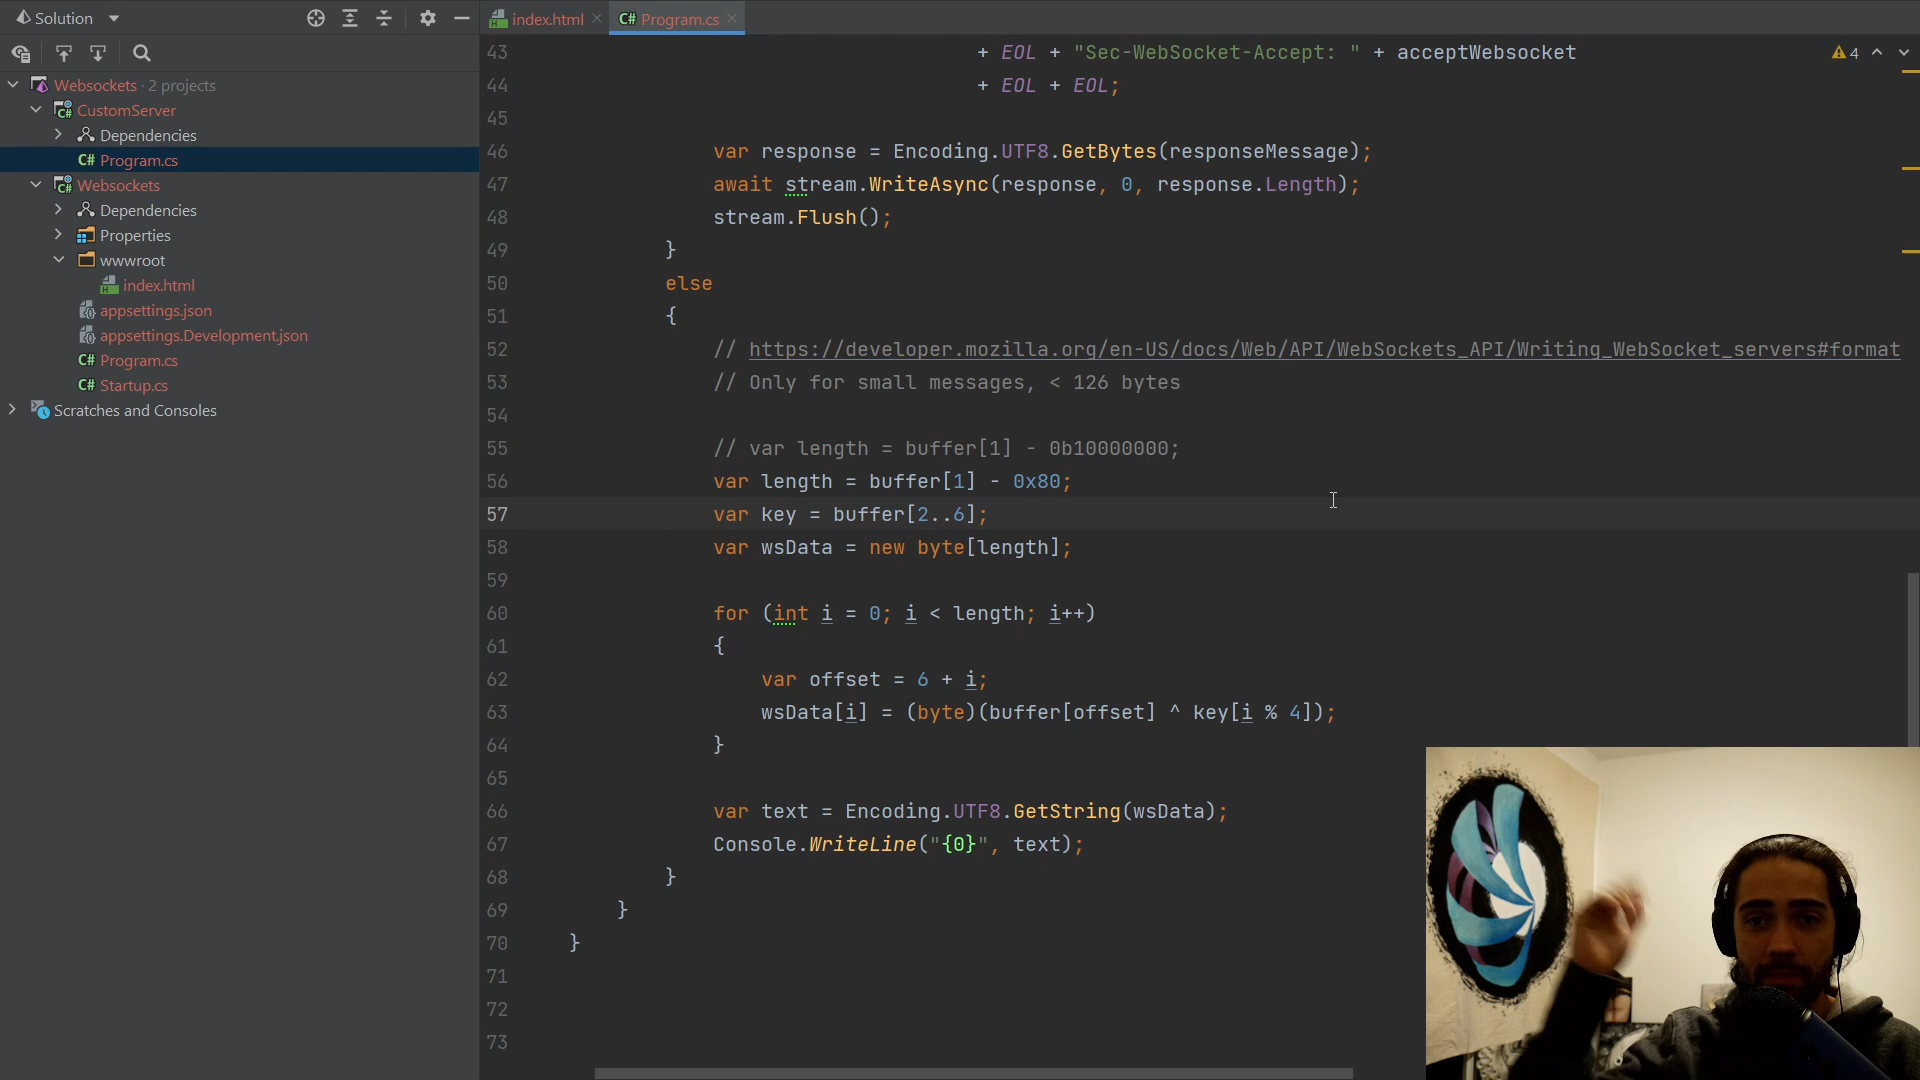 Solution
index.html
C# Program.cs
Websockets · 2 projects
CustomServer
Dependencies
C# Program.cs
Websockets
Dependencies
Properties
wwwroot
index.html
appsettings.json
appsettings.Development.json
C# Program.cs
C# Startup.cs
Scratches and Consoles
4
43 + EOL + "Sec-WebSocket-Accept: " + acceptWebsocket
44 + EOL + EOL;
45
46 var response = Encoding.UTF8.GetBytes(responseMessage);
47 await stream.WriteAsync(response, 0, response.Length);
48 stream.Flush();
49 }
50 else
51 {
52 // https://developer.mozilla.org/en-US/docs/Web/API/WebSockets_API/Writing_WebSocket_servers#format
53 // Only for small messages, < 126 bytes
54
55 // var length = buffer[1] - 0b10000000;
56 var length = buffer[1] - 0x80;
57 var key = buffer[2..6];
58 var wsData = new byte[length];
59
60 for (int i = 0; i < length; i++)
61 {
62 var offset = 6 + i;
63 wsData[i] = (byte)(buffer[offset] ^ key[i % 4]);
64 }
65
66 var text = Encoding.UTF8.GetString(wsData);
67 Console.WriteLine("{0}", text);
68 }
69 }
70 }
71
72
73